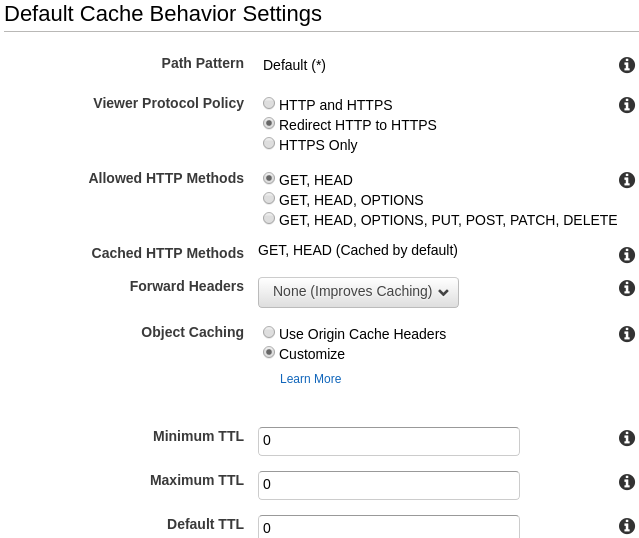 Default Cache Behavior Settings
Path Pattern Default (*)
Viewer Protocol Policy HTTP and HTTPS
Redirect HTTP to HTTPS
HTTPS Only
Allowed HTTP Methods GET, HEAD
GET, HEAD, OPTIONS
GET, HEAD, OPTIONS, PUT, POST, PATCH, DELETE
Cached HTTP Methods GET, HEAD (Cached by default)
Forward Headers None (Improves Caching)
Object Caching Use Origin Cache Headers
Customize
Learn More
Minimum TTL 0
Maximum TTL 0
Default TTL 0